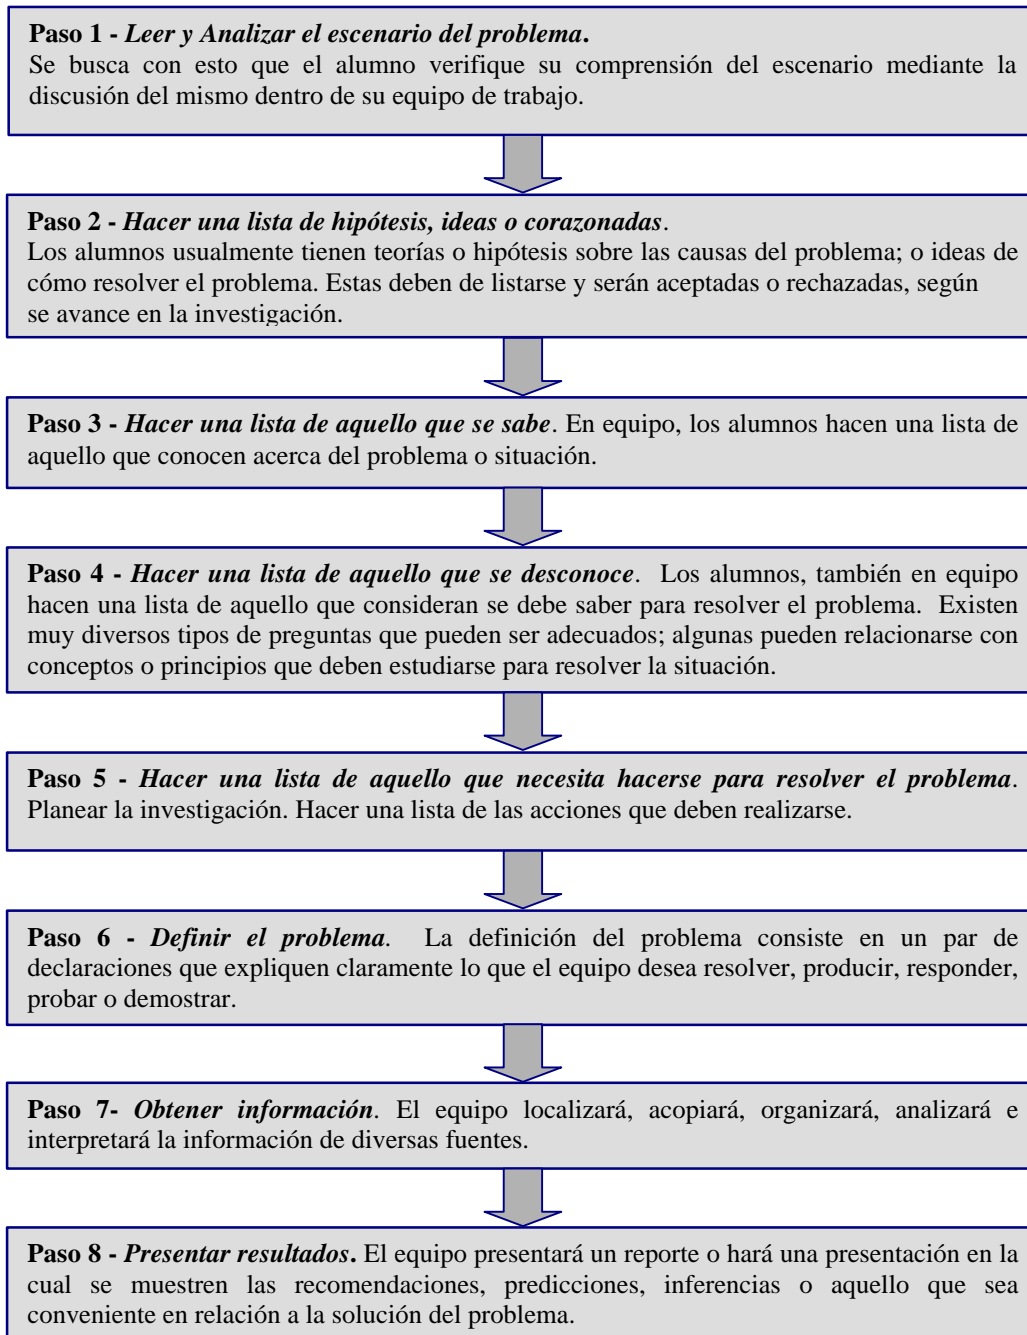 Paso 1 - Leer y Analizar el escenario del problema.
Se busca con esto que el alumno verifique su comprensión del escenario mediante la
discusión del mismo dentro de su equipo de trabajo.
Paso 2 - Hacer una lista de hipótesis, ideas o corazonadas.
Los alumnos usualmente tienen teorías o hipótesis sobre las causas del problema; o ideas de
cómo resolver el problema. Estas deben de listarse y serán aceptadas o rechazadas, según
se avance en la investigación.
Paso 3 - Hacer una lista de aquello que se sabe. En equipo, los alumnos hacen una lista de
aquello que conocen acerca del problema o situación.
Paso 4 - Hacer una lista de aquello que se desconoce. Los alumnos, también en equipo
hacen una lista de aquello que consideran se debe saber para resolver el problema. Existen
muy diversos tipos de preguntas que pueden ser adecuados; algunas pueden relacionarse con
conceptos o principios que deben estudiarse para resolver la situación.
Paso 5 - Hacer una lista de aquello que necesita hacerse para resolver el problema.
Planear la investigación. Hacer una lista de las acciones que deben realizarse.
Paso 6 - Definir el problema. La definición del problema consiste en un par de
declaraciones que expliquen claramente lo que el equipo desea resolver, producir, responder,
probar o demostrar.
Paso 7- Obtener información. El equipo localizará, acopiará, organizará, analizará e
interpretará la información de diversas fuentes.
Paso 8 - Presentar resultados. El equipo presentará un reporte o hará una presentación en la
cual se muestren las recomendaciones, predicciones, inferencias o aquello que sea
conveniente en relación a la solución del problema.